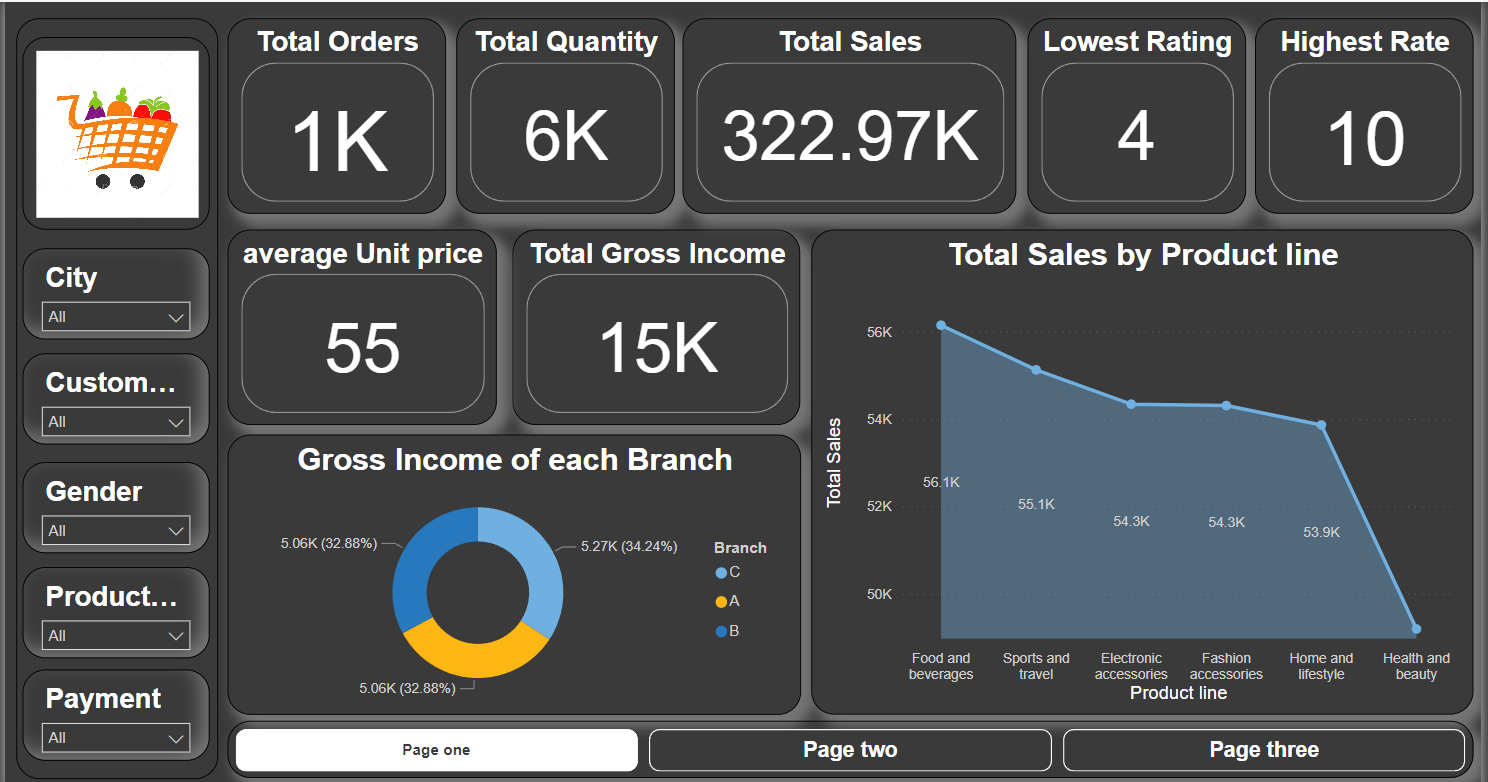 Total Orders
1K
Total Quantity
6K
Total Sales
322.97K
Lowest Rating
4
Highest Rate
10
City
All
Custom…
All
Gender
All
Product…
All
Payment
All
average Unit price
55
Total Gross Income
15K
Gross Income of each Branch
5.06K (32.88%)
5.27K (34.24%)
5.06K (32.88%)
Branch
C
A
B
Total Sales by Product line
Total Sales
56K
54K
52K
50K
56.1K
55.1K
54.3K
54.3K
53.9K
Food and
beverages
Sports and
travel
Electronic
accessories
Fashion
accessories
Home and
lifestyle
Health and
beauty
Product line
Page one
Page two
Page three